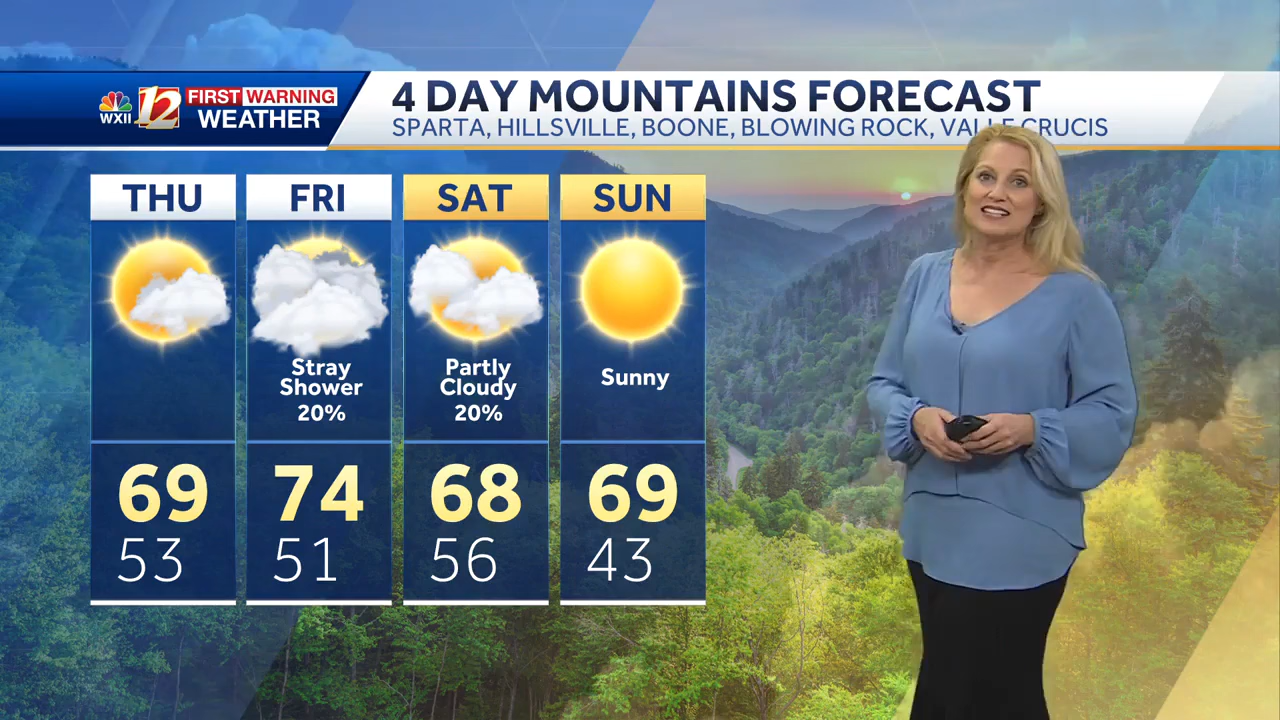 WXII 12 FIRST WARNING
WEATHER
4 DAY MOUNTAINS FORECAST
SPARTA, HILLSVILLE, BOONE, BLOWING ROCK, VALLE CRUCIS
THU FRI SAT SUN
Stray Shower 20%
Partly Cloudy 20%
Sunny
69 74 68 69
53 51 56 43